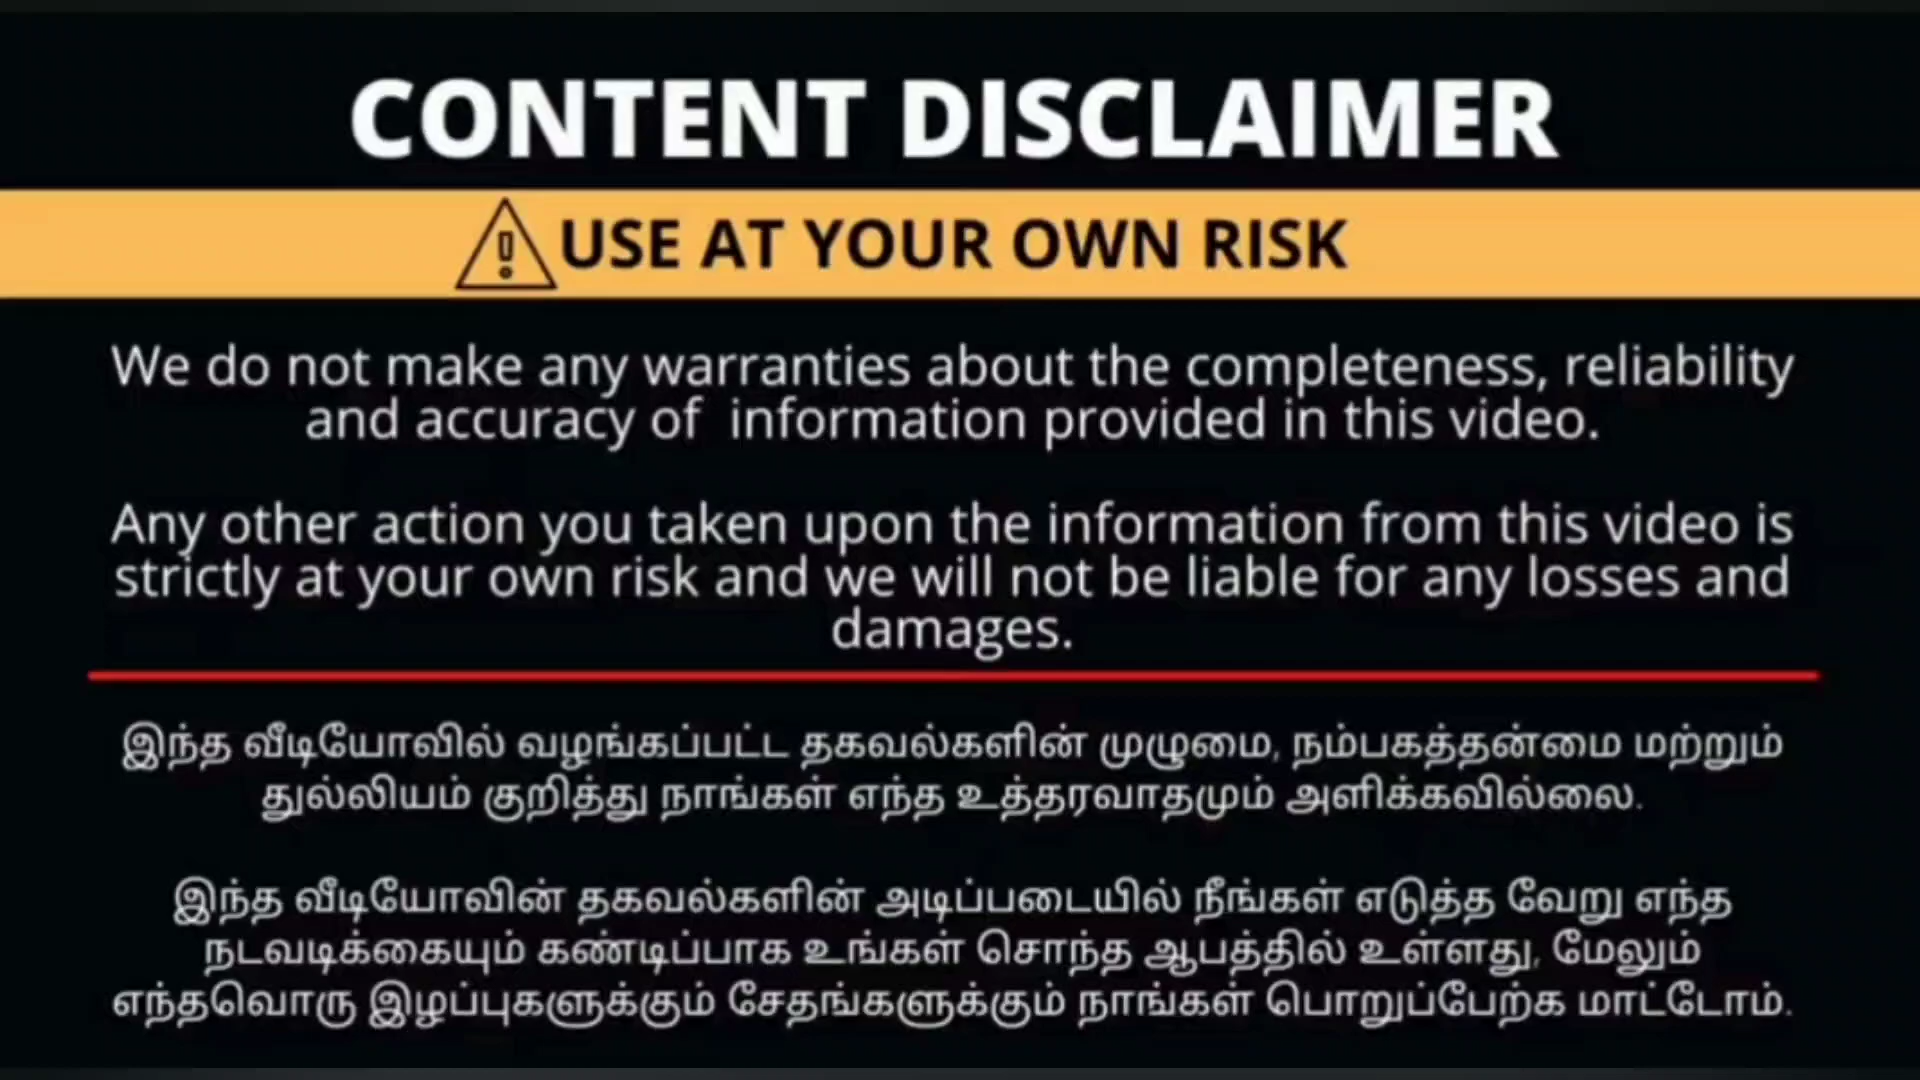 CONTENT DISCLAIMER
USE AT YOUR OWN RISK
We do not make any warranties about the completeness, reliability
and accuracy of information provided in this video.
Any other action you taken upon the information from this video is
strictly at your own risk and we will not be liable for any losses and
damages.
இந்த வீடியோவில் வழங்கப்பட்ட தகவல்களின் முழுமை, நம்பகத்தன்மை மற்றும்
துல்லியம் குறித்து நாங்கள் எந்த உத்தரவாதமும் அளிக்கவில்லை.
இந்த வீடியோவின் தகவல்களின் அடிப்படையில் நீங்கள் எடுத்த வேறு எந்த
நடவடிக்கையும் கண்டிப்பாக உங்கள் சொந்த ஆபத்தில் உள்ளது, மேலும்
எந்தவொரு இழப்புகளுக்கும் சேதங்களுக்கும் நாங்கள் பொறுப்பேற்க மாட்டோம்.